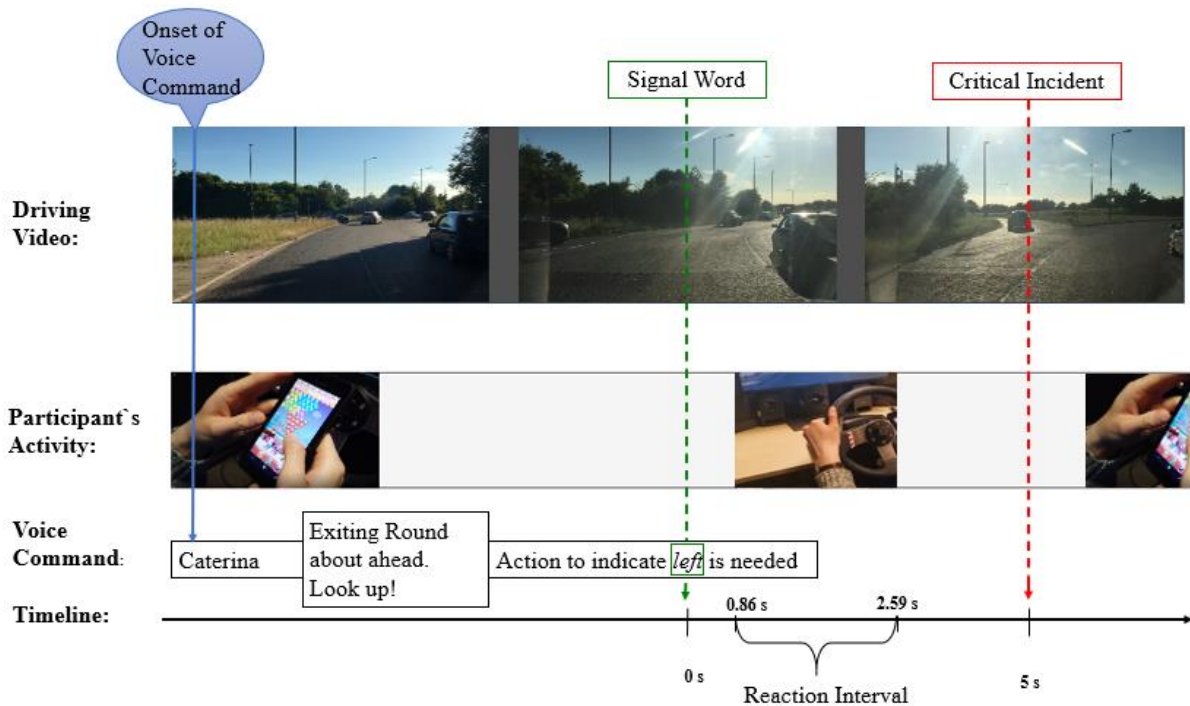 Onset of
Voice
Command
Signal Word
Critical Incident
Driving
Video:
Participant`s
Activity:
Voice
Command:
Caterina
Exiting Round
about ahead.
Look up!
Action to indicate left is needed
Timeline:
0.86 s
2.59 s
0 s
5 s
Reaction Interval